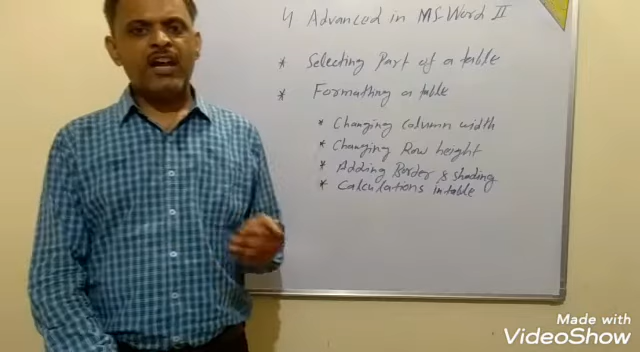 4 Advanced in MS-Word II
* Selecting Part of a table
* Formatting a table
* Changing column width
* Changing Row height
* Adding Border & shading
* Calculations in table
Made with
VideoShow